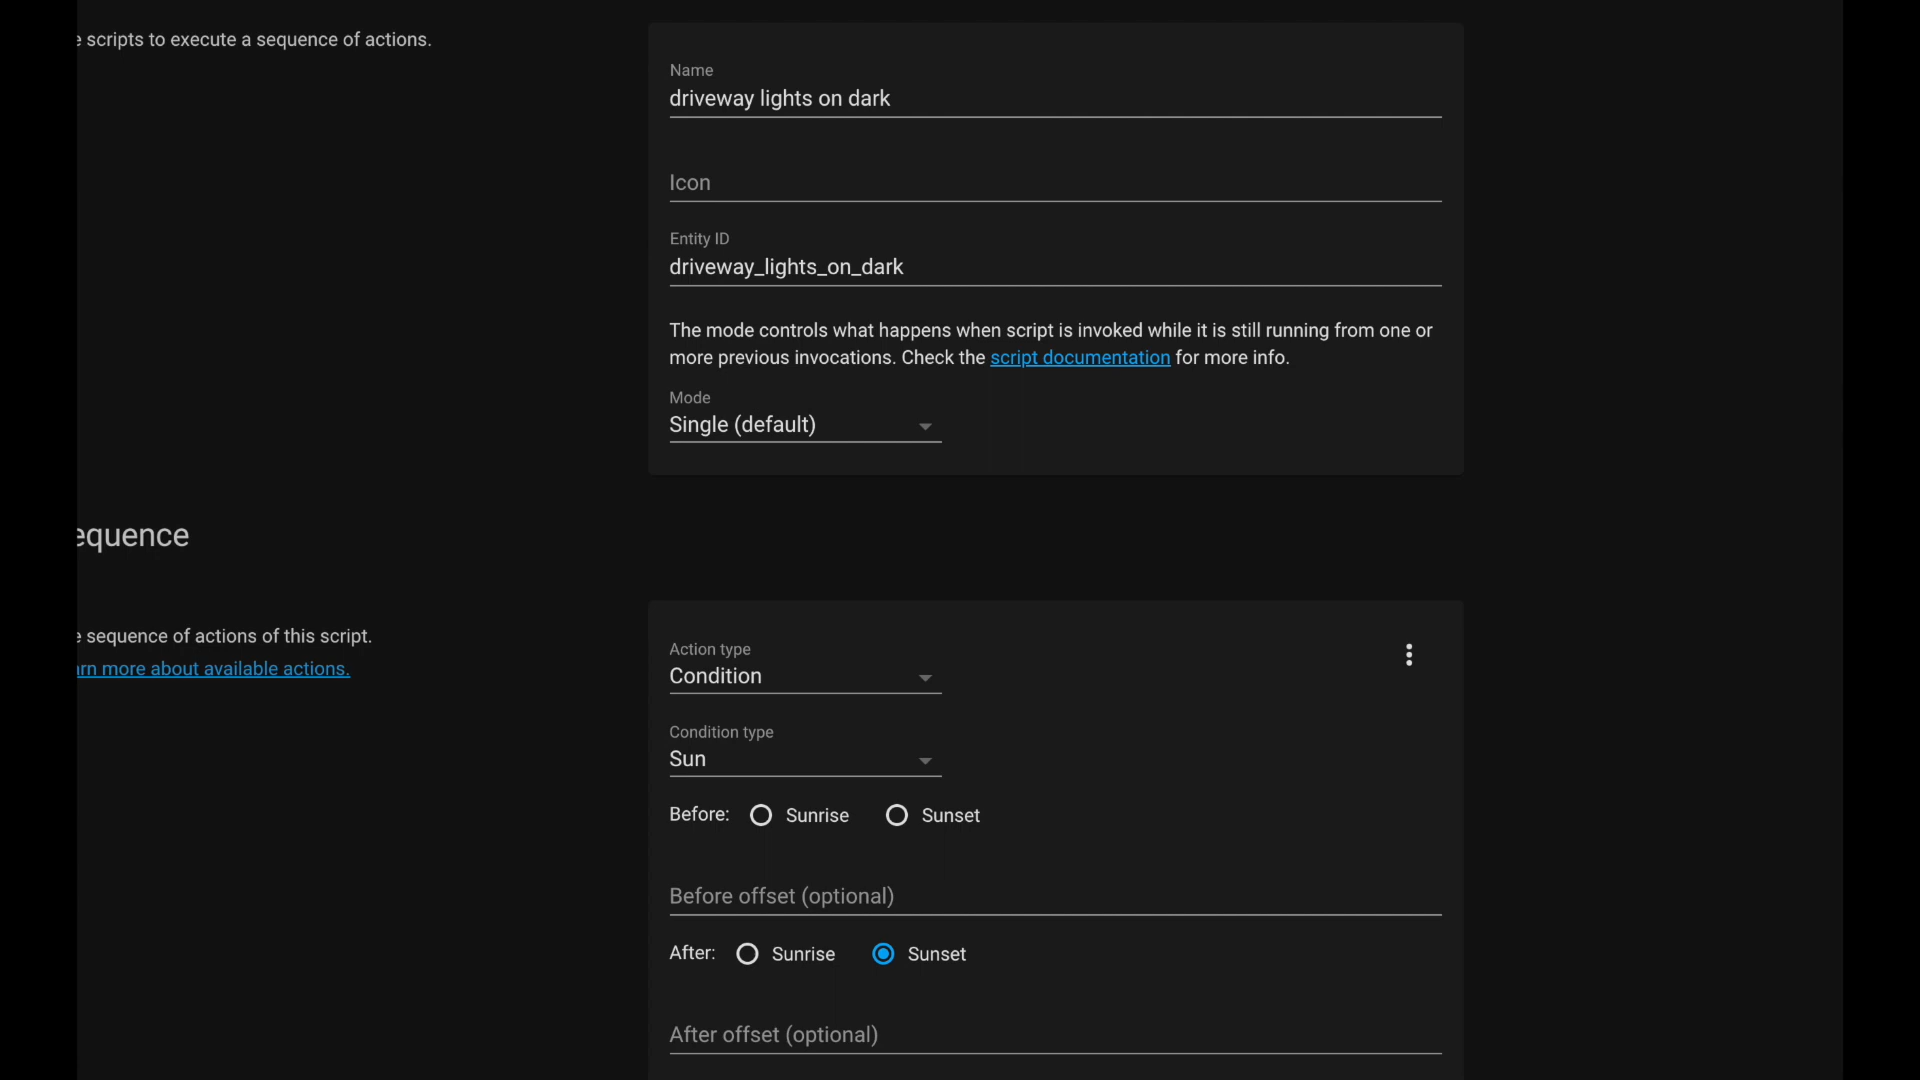 scripts to execute a sequence of actions.
Name
driveway lights on dark
Icon
Entity ID
driveway_lights_on_dark
The mode controls what happens when script is invoked while it is still running from one or
more previous invocations. Check the script documentation for more info.
Mode
Single (default)
equence
sequence of actions of this script.
arn more about available actions.
Action type
Condition
Condition type
Sun
Before: Sunrise Sunset
Before offset (optional)
After: Sunrise Sunset
After offset (optional)